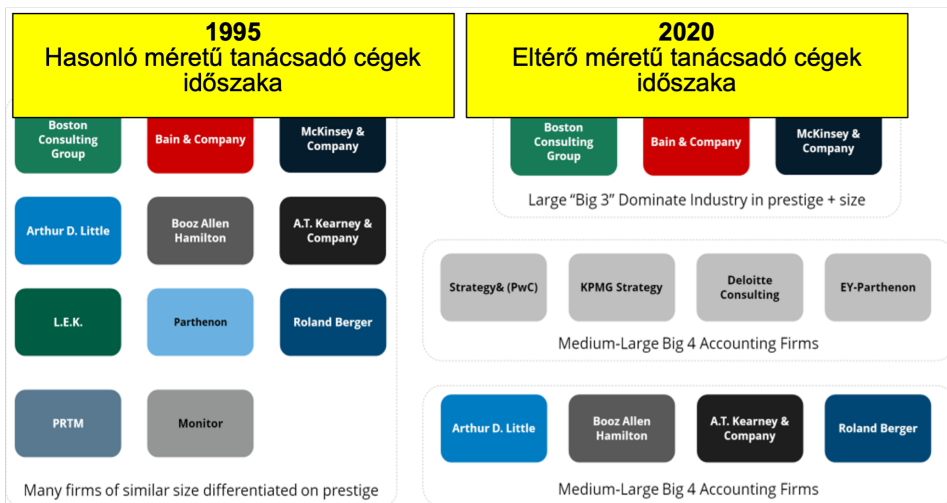 1995
Hasonló méretű tanácsadó cégek
időszaka
Boston
Consulting
Group
Bain & Company
McKinsey &
Company
Arthur D. Little
Booz Allen
Hamilton
A.T. Kearney &
Company
L.E.K.
Parthenon
Roland Berger
PRTM
Monitor
Many firms of similar size differentiated on prestige
2020
Eltérő méretű tanácsadó cégek
időszaka
Boston
Consulting
Group
Bain & Company
McKinsey &
Company
Large “Big 3” Dominate Industry in prestige + size
Strategy& (PwC)
KPMG Strategy
Deloitte
Consulting
EY-Parthenon
Medium-Large Big 4 Accounting Firms
Arthur D. Little
Booz Allen
Hamilton
A.T. Kearney &
Company
Roland Berger
Medium-Large Big 4 Accounting Firms